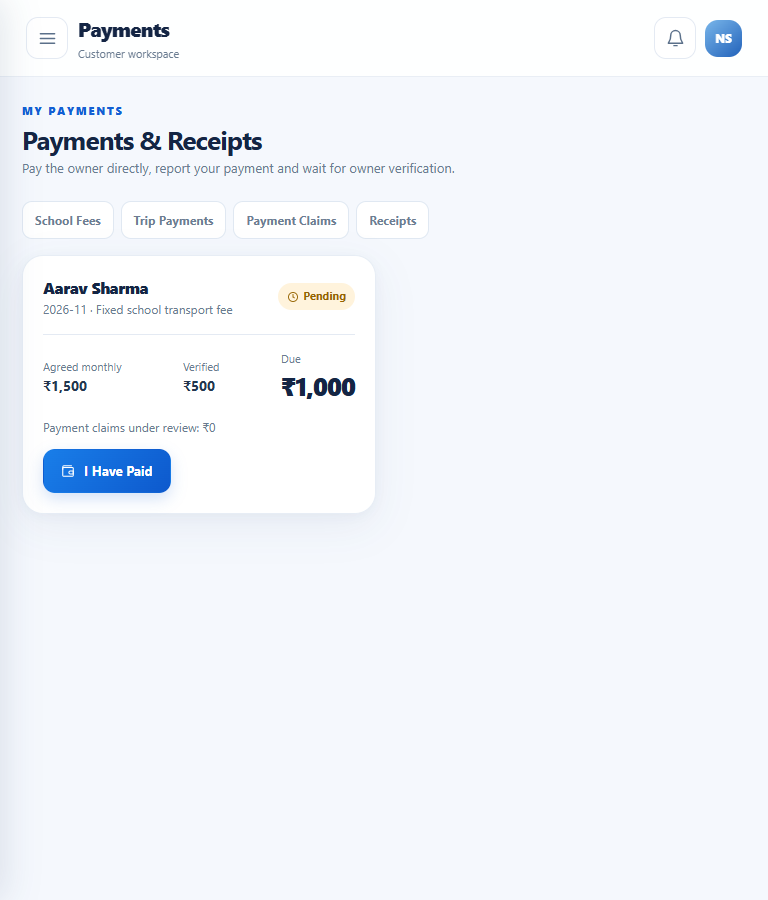 Payments
Customer workspace
NS
MY PAYMENTS
Payments & Receipts
Pay the owner directly, report your payment and wait for owner verification.
School Fees
Trip Payments
Payment Claims
Receipts
Aarav Sharma
2026-11 · Fixed school transport fee
Pending
Agreed monthly
₹1,500
Verified
₹500
Due
₹1,000
Payment claims under review: ₹0
I Have Paid